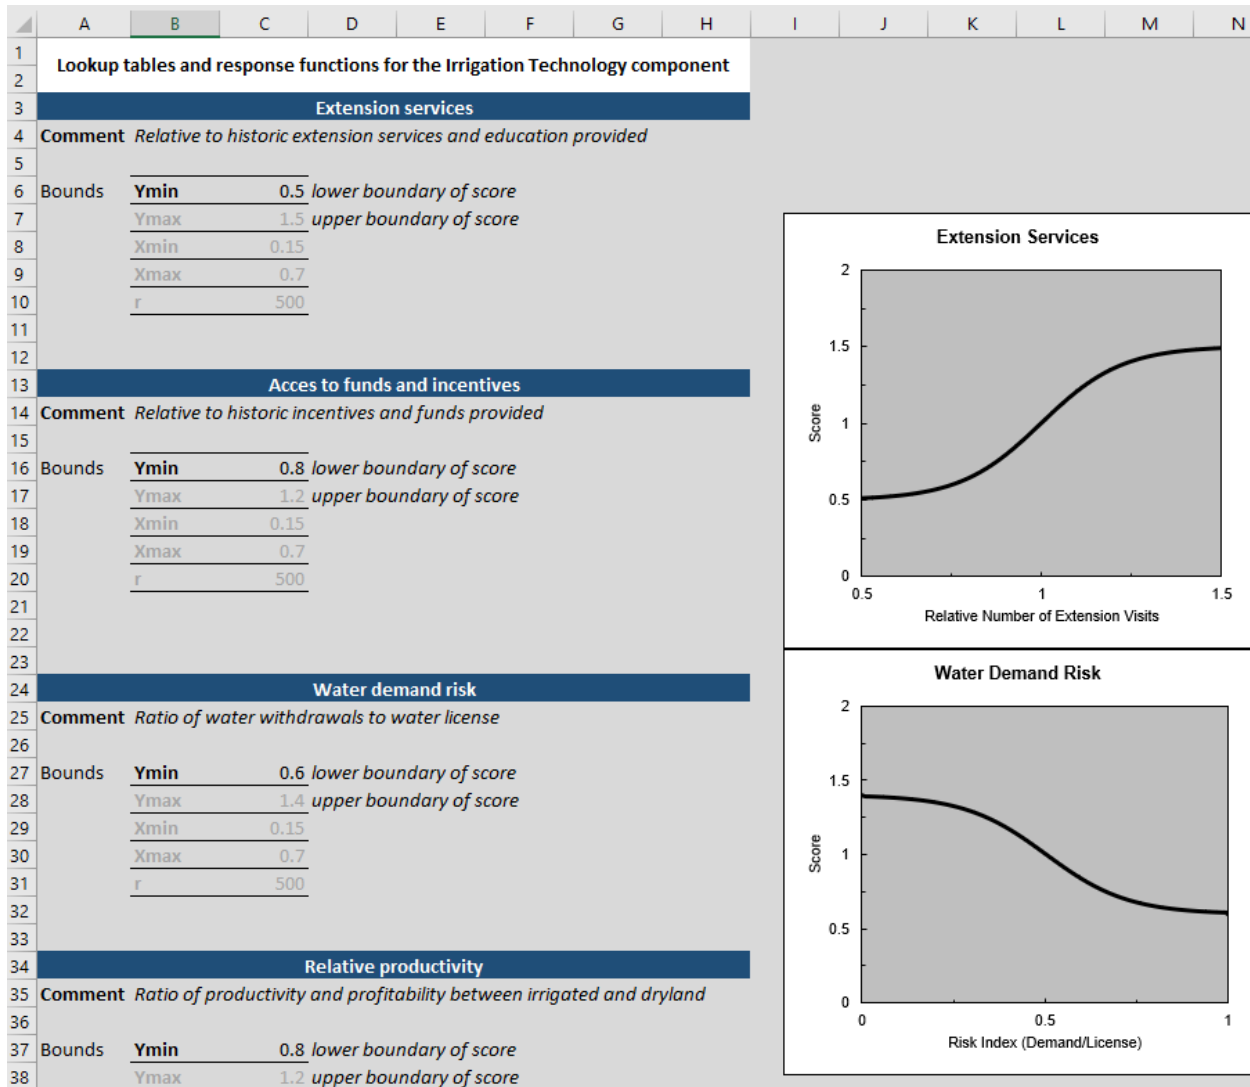 A B C D E F G H I J K L M N
1
Lookup tables and response functions for the Irrigation Technology component
2
3 Extension services
4 Comment Relative to historic extension services and education provided
5
6 Bounds Ymin 0.5 lower boundary of score
7 Ymax 1.5 upper boundary of score
8 Xmin 0.15
9 Xmax 0.7
10 r 500
11
12
13 Acces to funds and incentives
14 Comment Relative to historic incentives and funds provided
15
16 Bounds Ymin 0.8 lower boundary of score
17 Ymax 1.2 upper boundary of score
18 Xmin 0.15
19 Xmax 0.7
20 r 500
21
22
23
24 Water demand risk
25 Comment Ratio of water withdrawals to water license
26
27 Bounds Ymin 0.6 lower boundary of score
28 Ymax 1.4 upper boundary of score
29 Xmin 0.15
30 Xmax 0.7
31 r 500
32
33
34 Relative productivity
35 Comment Ratio of productivity and profitability between irrigated and dryland
36
37 Bounds Ymin 0.8 lower boundary of score
38 Ymax 1.2 upper boundary of score
Extension Services
2
1.5
Score
1
0.5
0
0.5 1 1.5
Relative Number of Extension Visits
Water Demand Risk
2
1.5
Score
1
0.5
0
0 0.5 1
Risk Index (Demand/License)